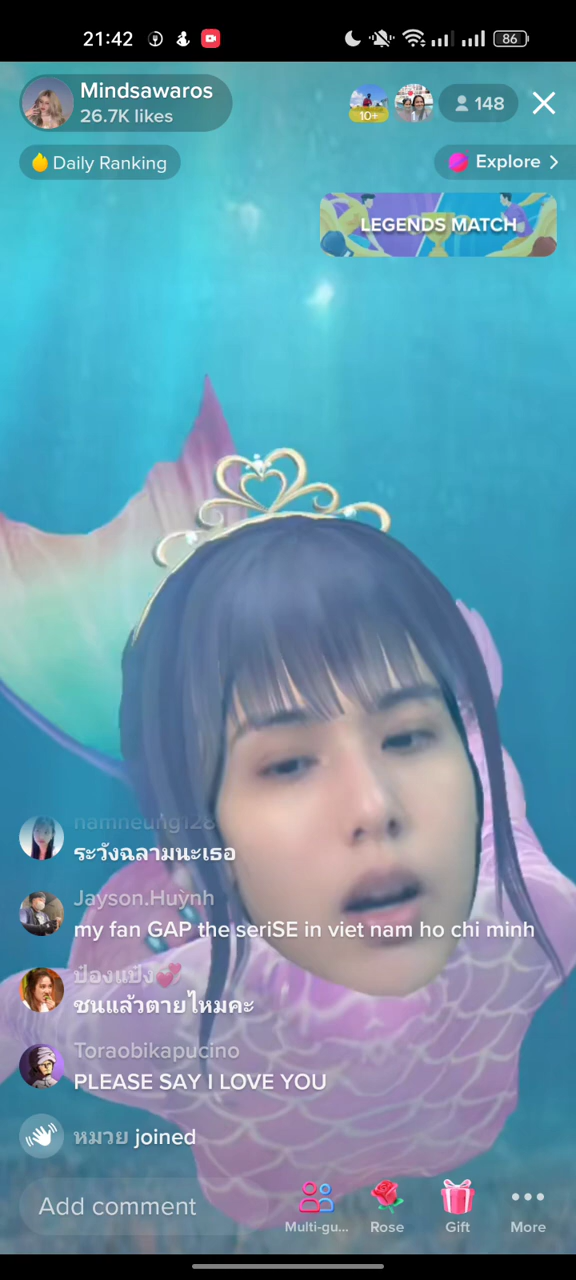 21:42
86
Mindsawaros
26.7K likes
10+
148
Daily Ranking
Explore
LEGENDS MATCH
namneung128
ระวังฉลามนะเธอ
Jayson.Huỳnh
my fan GAP the seriSE in viet nam ho chi minh
ป๋องแป๋ง💕
ชนแล้วตายไหมคะ
Toraobikapucino
PLEASE SAY I LOVE YOU
หมวย joined
Add comment
Multi-gu...
Rose
Gift
More